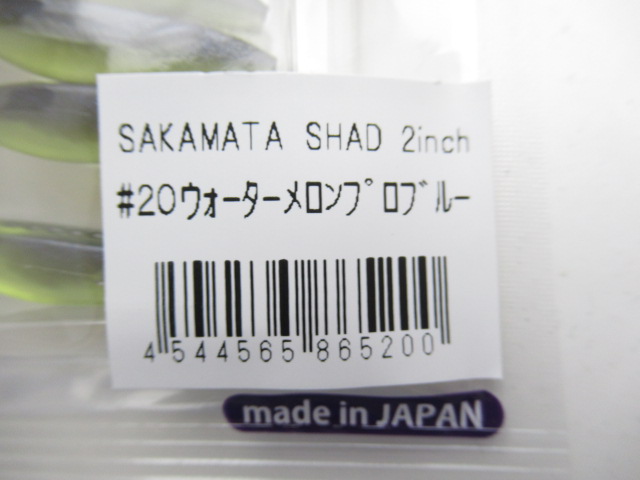 SAKAMATA SHAD 2inch
#20ウォーターメロンプロブルー
4 544565 865200
made in JAPAN